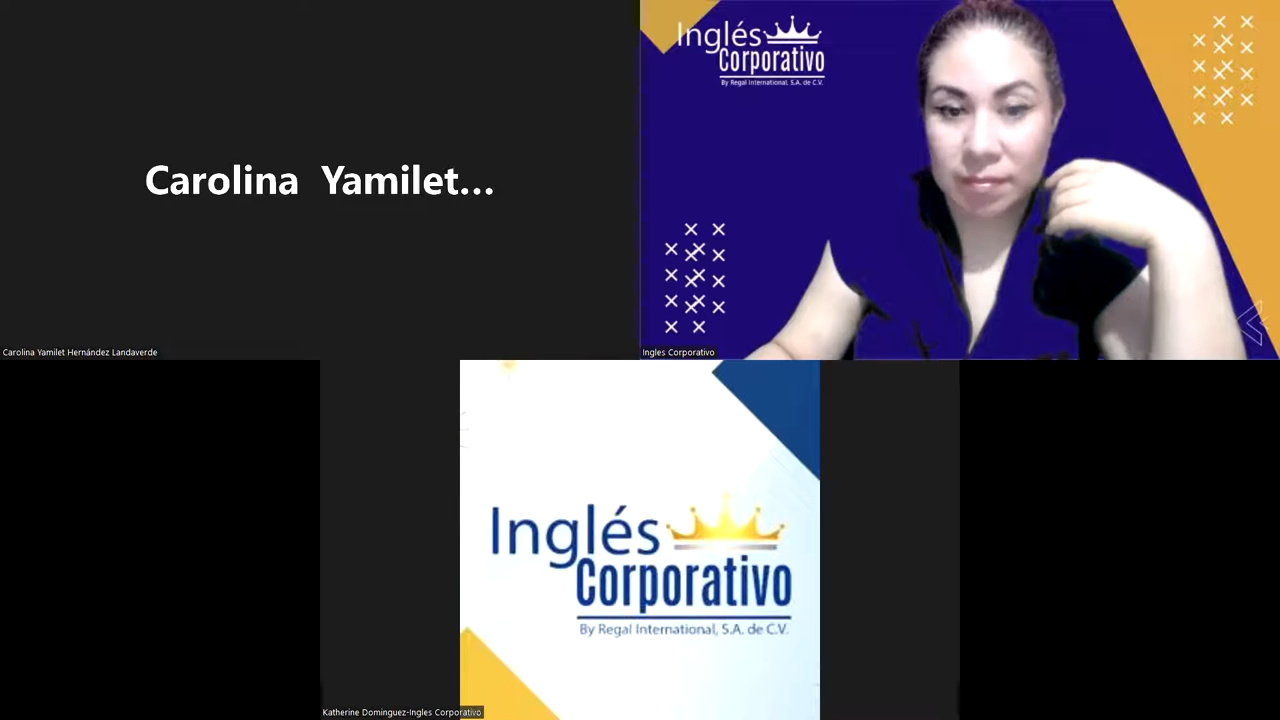 Carolina Yamilet...
Carolina Yamilet Hernández Landaverde
Inglés
Corporativo
By Regal International, S.A. de C.V.
Ingles Corporativo
Inglés
Corporativo
By Regal International, S.A. de C.V.
Katherine Dominguez-Ingles Corporativo